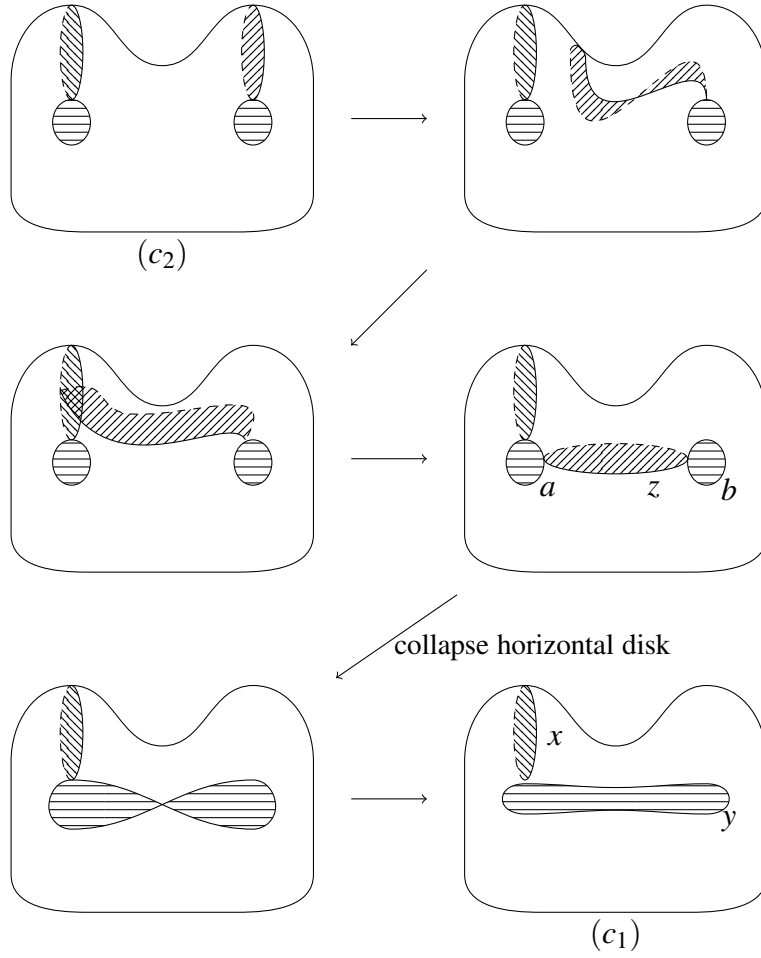 (c₂)
a z b
collapse horizontal disk
x
y
(c₁)